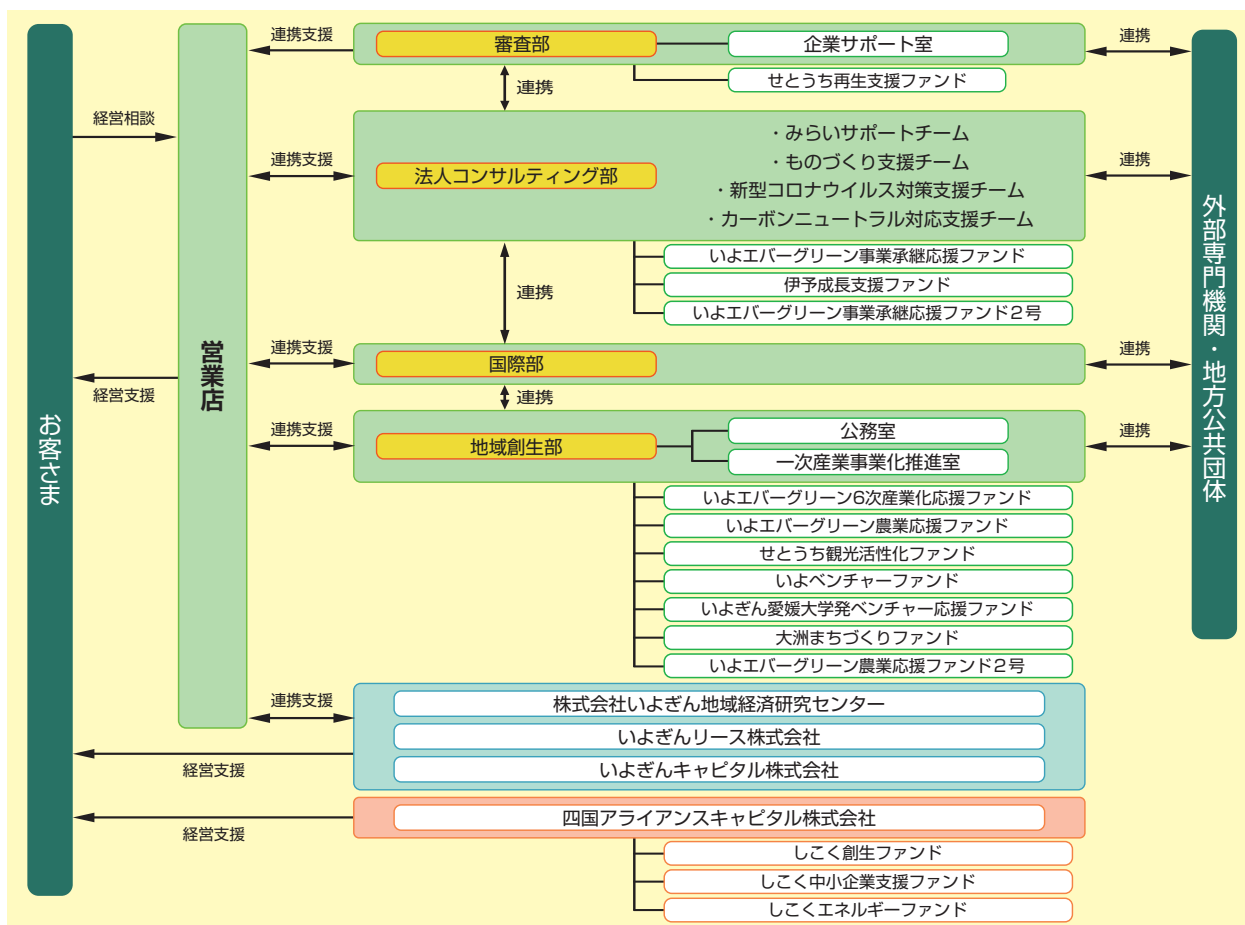 お客さま
経営相談
経営支援
営業店
連携支援
審査部
企業サポート室
せとうち再生支援ファンド
連携
連携
連携支援
法人コンサルティング部
・みらいサポートチーム
・ものづくり支援チーム
・新型コロナウイルス対策支援チーム
・カーボンニュートラル対応支援チーム
連携
いよエバーグリーン事業承継応援ファンド
伊予成長支援ファンド
いよエバーグリーン事業承継応援ファンド2号
連携
連携支援
国際部
連携
連携
連携支援
地域創生部
公務室
一次産業事業化推進室
連携
いよエバーグリーン6次産業化応援ファンド
いよエバーグリーン農業応援ファンド
せとうち観光活性化ファンド
いよベンチャーファンド
いよぎん愛媛大学発ベンチャー応援ファンド
大洲まちづくりファンド
いよエバーグリーン農業応援ファンド2号
連携支援
株式会社いよぎん地域経済研究センター
いよぎんリース株式会社
いよぎんキャピタル株式会社
経営支援
四国アライアンスキャピタル株式会社
経営支援
しこく創生ファンド
しこく中小企業支援ファンド
しこくエネルギーファンド
外部専門機関・地方公共団体